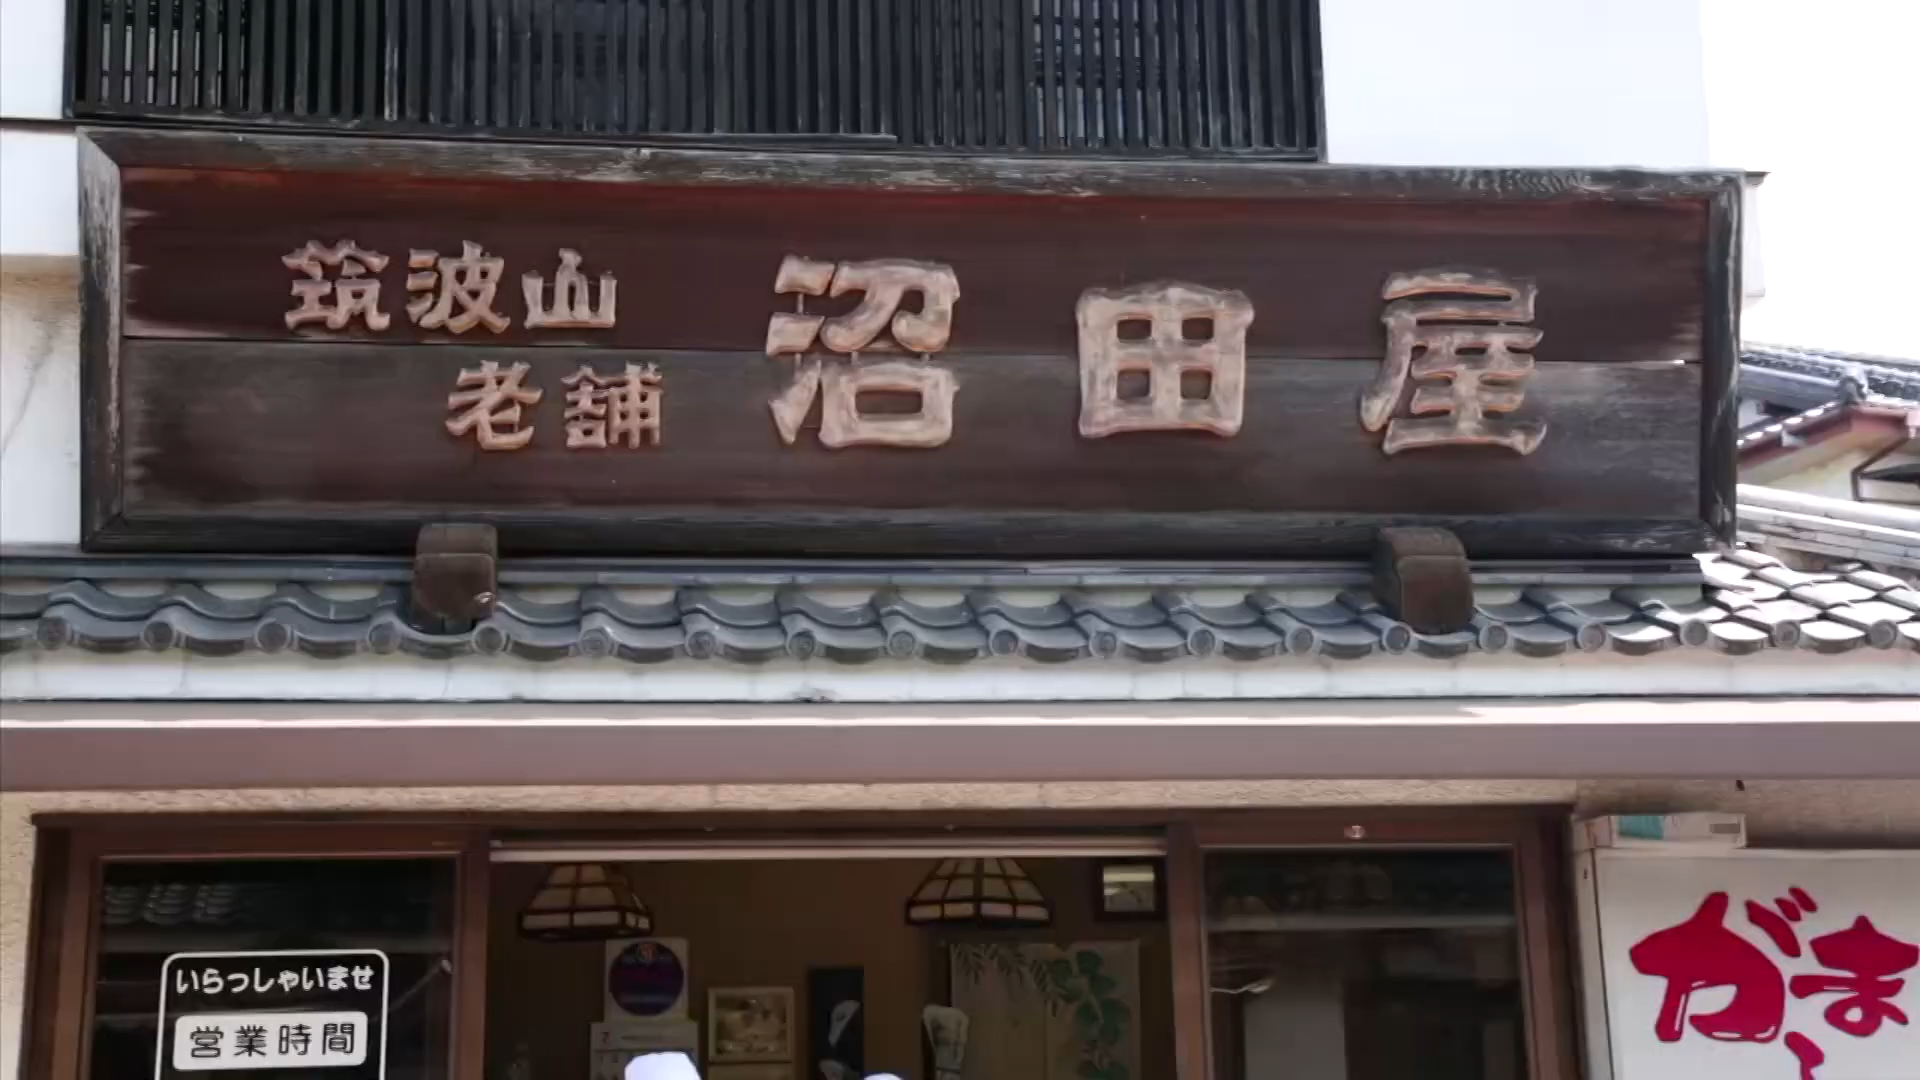 筑波山
老舗
沼田屋
いらっしゃいませ
営業時間
がま